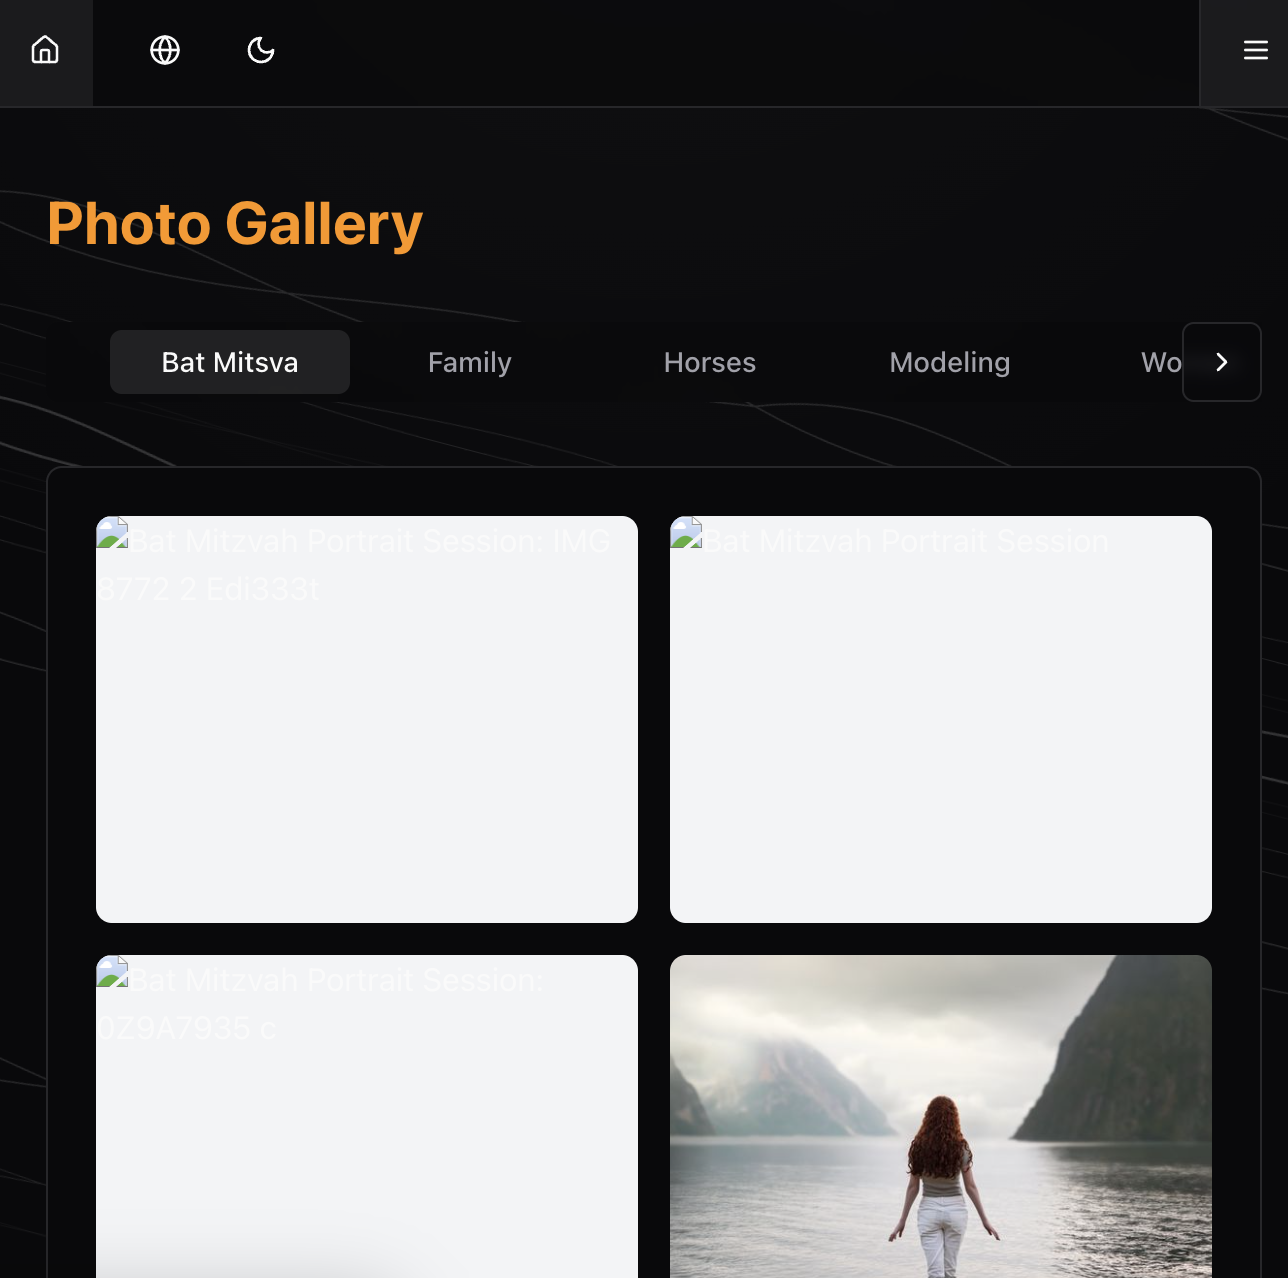 Photo Gallery
Bat Mitsva Family Horses Modeling Wo
Bat Mitzvah Portrait Session: IMG
8772 2 Edi333t
Bat Mitzvah Portrait Session
Bat Mitzvah Portrait Session:
0Z9A7935 c